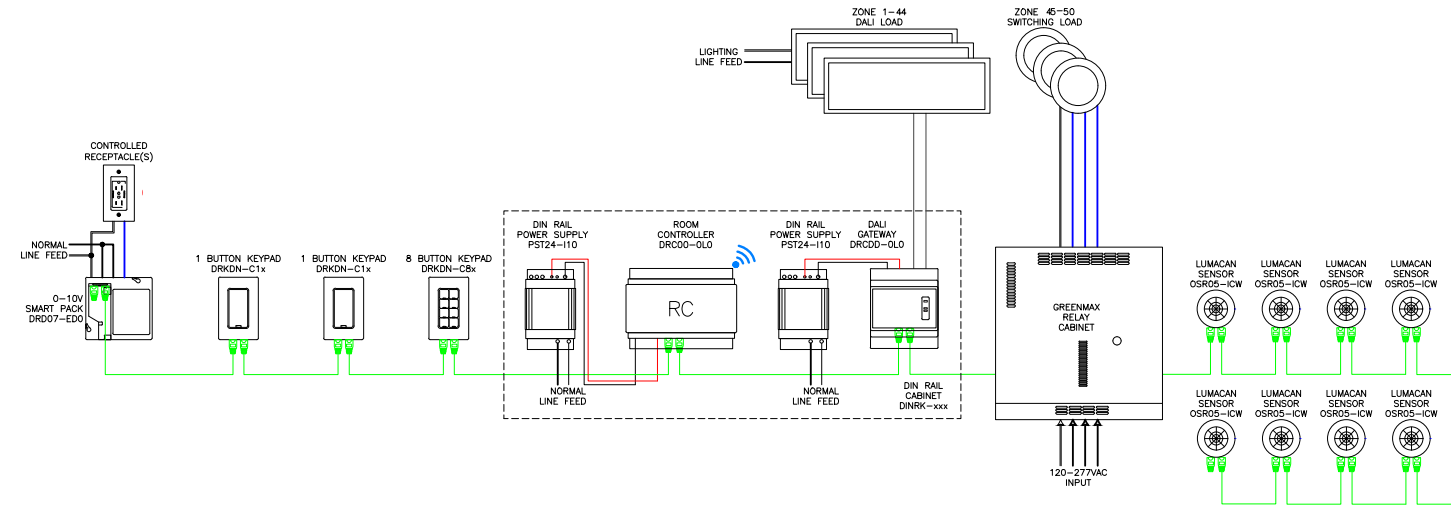 ZONE 1-44
DALI LOAD
ZONE 45-50
SWITCHING LOAD
LIGHTING
LINE FEED
CONTROLLED
RECEPTACLE(S)
NORMAL
LINE FEED
0-10V
SMART PACK
DRD07-ED0
1 BUTTON KEYPAD
DRKDN-C1x
1 BUTTON KEYPAD
DRKDN-C1x
8 BUTTON KEYPAD
DRKDN-C8x
DIN RAIL
POWER SUPPLY
PST24-I10
NORMAL
LINE FEED
ROOM
CONTROLLER
DRC00-0L0
RC
DIN RAIL
POWER SUPPLY
PST24-I10
NORMAL
LINE FEED
DALI
GATEWAY
DRCDD-0L0
DIN RAIL
CABINET
DINRK-xxx
GREENMAX
RELAY
CABINET
120-277VAC
INPUT
LUMACAN
SENSOR
OSR05-ICW
LUMACAN
SENSOR
OSR05-ICW
LUMACAN
SENSOR
OSR05-ICW
LUMACAN
SENSOR
OSR05-ICW
LUMACAN
SENSOR
OSR05-ICW
LUMACAN
SENSOR
OSR05-ICW
LUMACAN
SENSOR
OSR05-ICW
LUMACAN
SENSOR
OSR05-ICW